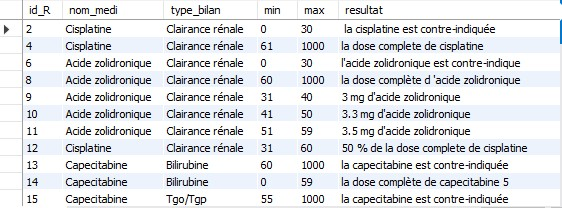 id_R nom_medi type_bilan min max resultat
2 Cisplatine Clairance rénale 0 30 la cisplatine est contre-indiquée
4 Cisplatine Clairance rénale 61 1000 la dose complete de cisplatine
6 Acide zolidronique Clairance rénale 0 30 l'acide zolidronique est contre-indique
8 Acide zolidronique Clairance rénale 60 1000 la dose complète d 'acide zolidronique
9 Acide zolidronique Clairance rénale 31 40 3 mg d'acide zolidronique
10 Acide zolidronique Clairance rénale 41 50 3.3 mg d'acide zolidronique
11 Acide zolidronique Clairance rénale 51 59 3.5 mg d'acide zolidronique
12 Cisplatine Clairance rénale 31 60 50 % de la dose complete de cisplatine
13 Capecitabine Bilirubine 60 1000 la capecitabine est contre-indiquée
14 Capecitabine Bilirubine 0 59 la dose complète de capecitabine 5
15 Capecitabine Tgo/Tgp 55 1000 la capecitabine est contre-indiquée